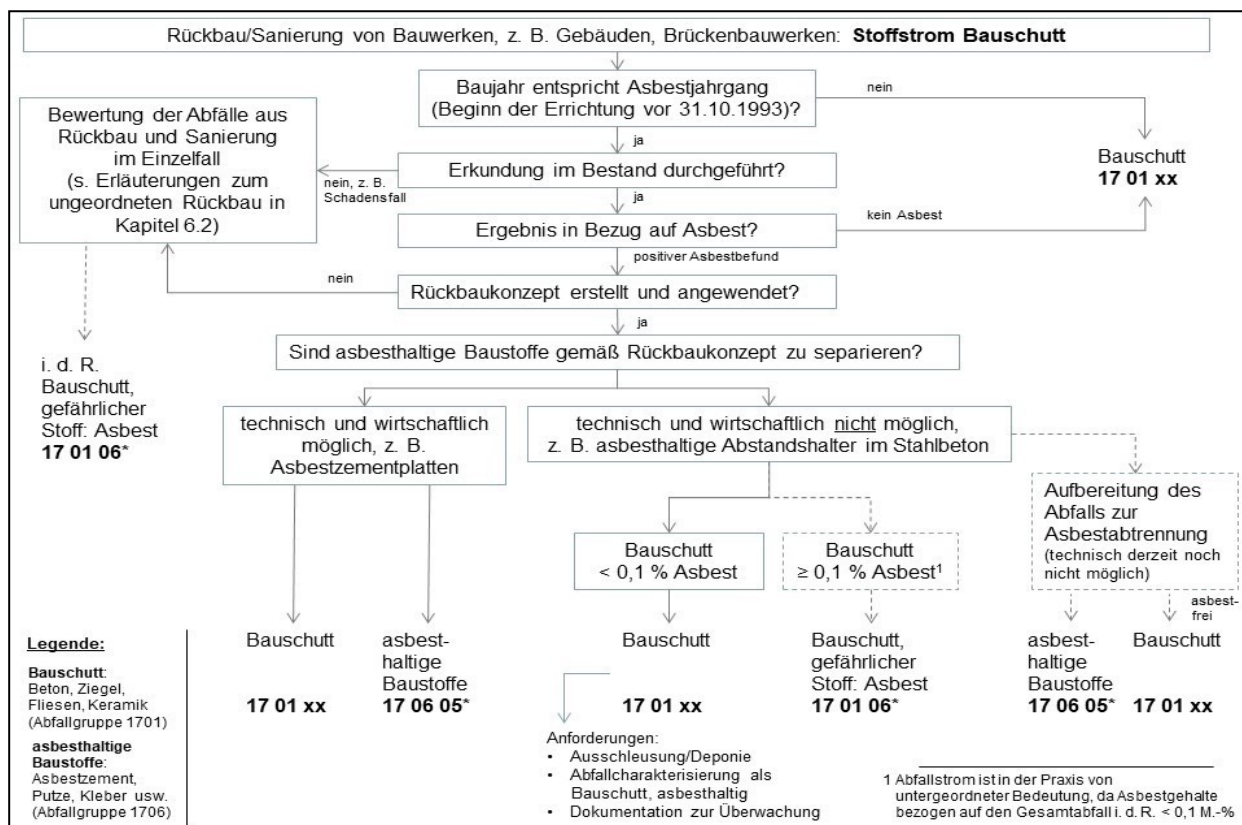 Rückbau/Sanierung von Bauwerken, z. B. Gebäuden, Brückenbauwerken: Stoffstrom Bauschutt
Baujahr entspricht Asbestjahrgang
(Beginn der Errichtung vor 31.10.1993)?
nein
ja
Bauschutt
17 01 xx
Bewertung der Abfälle aus
Rückbau und Sanierung
im Einzelfall
(s. Erläuterungen zum
ungeordneten Rückbau in
Kapitel 6.2)
Erkundung im Bestand durchgeführt?
nein, z. B.
Schadensfall
ja
Ergebnis in Bezug auf Asbest?
kein Asbest
positiver Asbestbefund
Rückbaukonzept erstellt und angewendet?
nein
ja
i. d. R.
Bauschutt,
gefährlicher
Stoff: Asbest
17 01 06*
Sind asbesthaltige Baustoffe gemäß Rückbaukonzept zu separieren?
technisch und wirtschaftlich
möglich, z. B.
Asbestzementplatten
technisch und wirtschaftlich nicht möglich,
z. B. asbesthaltige Abstandshalter im Stahlbeton
Aufbereitung des
Abfalls zur
Asbestabtrennung
(technisch derzeit noch
nicht möglich)
Bauschutt
< 0,1 % Asbest
Bauschutt
≥ 0,1 % Asbest¹
asbest-
frei
Bauschutt
17 01 xx
asbest-
haltige
Baustoffe
17 06 05*
Bauschutt
17 01 xx
Bauschutt,
gefährlicher
Stoff: Asbest
17 01 06*
asbest-
haltige
Baustoffe
17 06 05*
Bauschutt
17 01 xx
Legende:
Bauschutt:
Beton, Ziegel,
Fliesen, Keramik
(Abfallgruppe 1701)
asbesthaltige
Baustoffe:
Asbestzement,
Putze, Kleber usw.
(Abfallgruppe 1706)
Anforderungen:
• Ausschleusung/Deponie
• Abfallcharakterisierung als
Bauschutt, asbesthaltig
• Dokumentation zur Überwachung
1 Abfallstrom ist in der Praxis von
untergeordneter Bedeutung, da Asbestgehalte
bezogen auf den Gesamtabfall i. d. R. < 0,1 M.-%